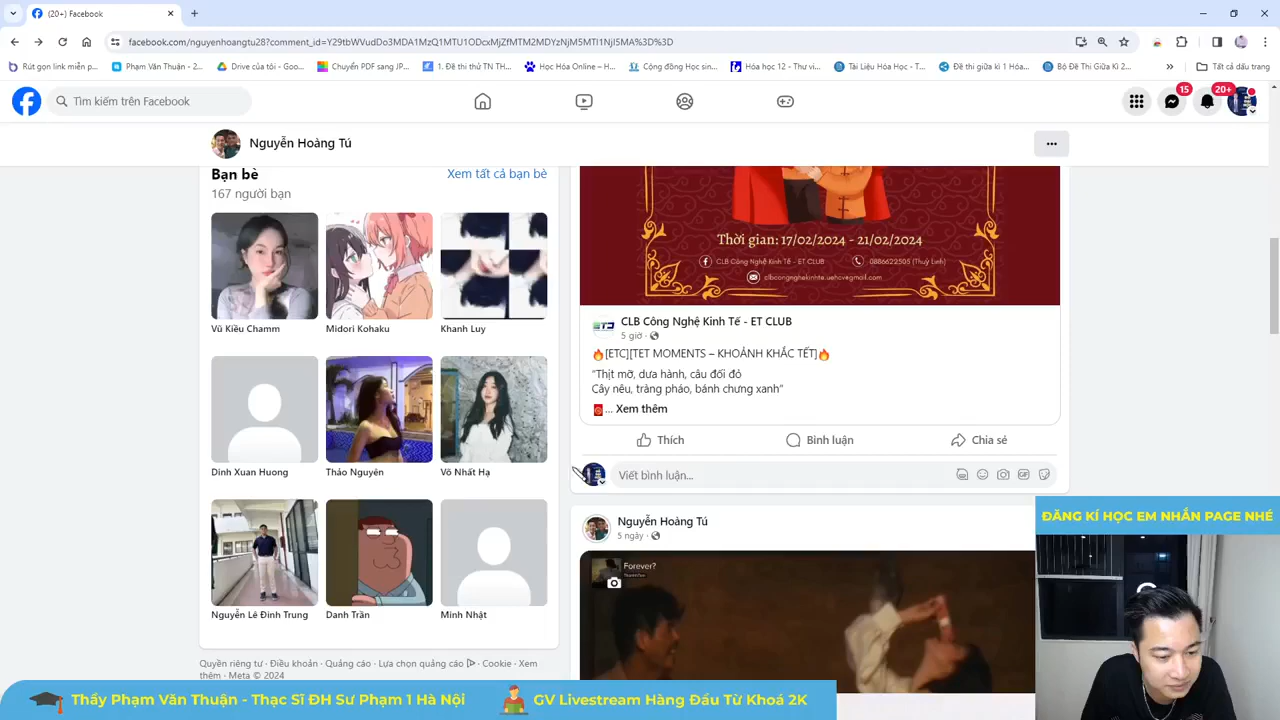 (20+) Facebook
facebook.com/nguyenhoangtu28?comment_id=Y29tbWVudDo3MDA1MzQ1MTU1ODcxMjZfMTM2MDYzNjM5MTI1NjI5MA%3D%3D
Rút gọn link miễn p...
Phạm Văn Thuận - 2...
Drive của tôi - Goo...
Chuyển PDF sang JP...
1. Đề thi thử TN TH...
Học Hóa Online – H...
Cộng đồng Học sin...
Hóa học 12 - Thư vi...
Tài Liệu Hóa Học - T...
Đề thi giữa kì 1 Hóa...
Bộ Đề Thi Giữa Kì 2...
Tất cả dấu trang
Tìm kiếm trên Facebook
15
20+
Nguyễn Hoàng Tú
Bạn bè
Xem tất cả bạn bè
167 người bạn
Vũ Kiều Chamm
Midori Kohaku
Khanh Luy
Dinh Xuan Huong
Thảo Nguyên
Võ Nhất Hạ
Nguyễn Lê Đình Trung
Danh Trần
Minh Nhật
Quyền riêng tư · Điều khoản · Quảng cáo · Lựa chọn quảng cáo · Cookie · Xem
thêm · Meta © 2024
Thời gian: 17/02/2024 - 21/02/2024
CLB Công Nghệ Kinh Tế - ET CLUB
0886622505 (Thuỳ Linh)
clbcongnghekinhte.uehcv@gmail.com
CLB Công Nghệ Kinh Tế - ET CLUB
5 giờ ·
🔥[ETC][TET MOMENTS – KHOẢNH KHẮC TẾT]🔥
“Thịt mỡ, dưa hành, câu đối đỏ
Cây nêu, tràng pháo, bánh chưng xanh”
🧧... Xem thêm
Thích
Bình luận
Chia sẻ
Viết bình luận...
Nguyễn Hoàng Tú
5 ngày ·
Forever?
ĐĂNG KÍ HỌC EM NHẮN PAGE NHÉ
Thầy Phạm Văn Thuận - Thạc Sĩ ĐH Sư Phạm 1 Hà Nội
GV Livestream Hàng Đầu Từ Khoá 2K